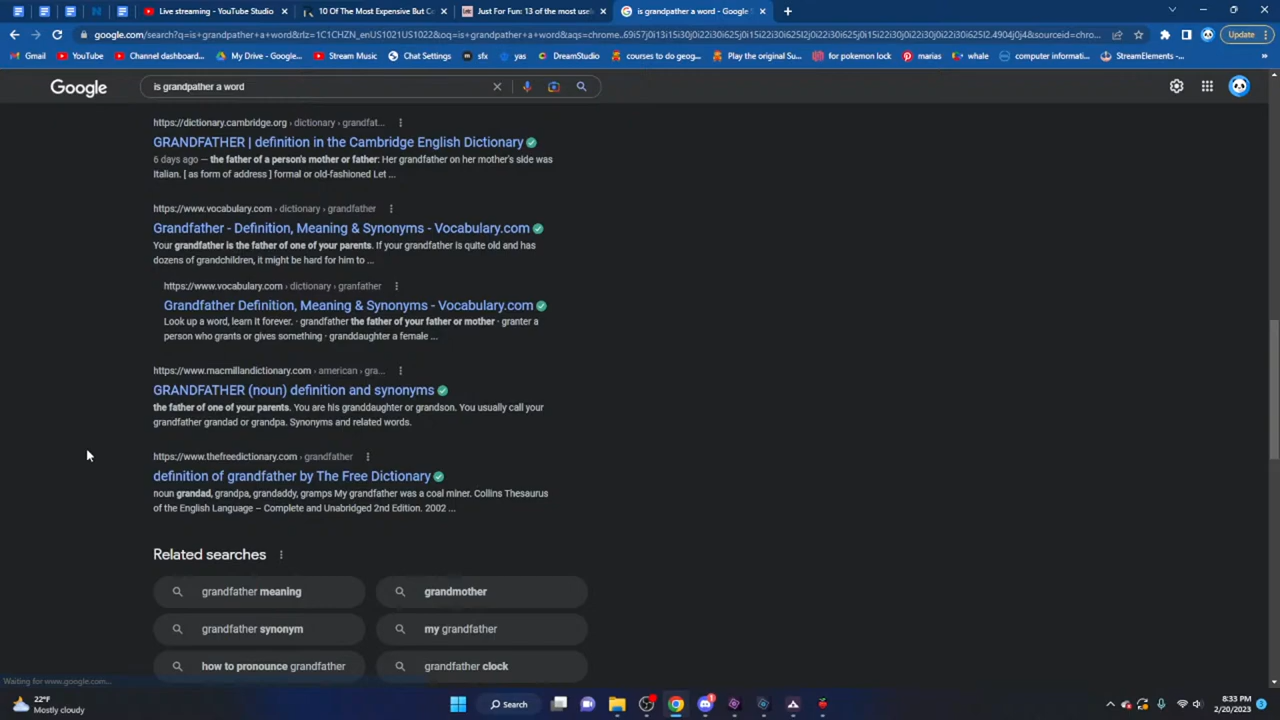 Live streaming - YouTube Studio
10 Of The Most Expensive But C
Just For Fun: 13 of the most use
is grandpather a word - Google
google.com/search?q=is+grandpather+a+word&rlz=1C1CHZN_enUS1021US1022&oq=is+grandpather+a+word&aqs=chrome..69i57j0i13i15i30j0i22i30i625l2j0i22i30j0i22i30i625j0i22i30j0i22i30i625l2.4904j0j4&sourceid=chro...
Update
Gmail
YouTube
Channel dashboard...
My Drive - Google...
Stream Music
Chat Settings
sfx
yas
DreamStudio
courses to do geog...
Play the original Su...
for pokemon lock
marias
whale
computer informati...
StreamElements - ...
Google
is grandpather a word
https://dictionary.cambridge.org › dictionary › grandfat...
GRANDFATHER | definition in the Cambridge English Dictionary
6 days ago — the father of a person's mother or father: Her grandfather on her mother's side was
Italian. [ as form of address ] formal or old-fashioned Let ...
https://www.vocabulary.com › dictionary › grandfather
Grandfather - Definition, Meaning & Synonyms - Vocabulary.com
Your grandfather is the father of one of your parents. If your grandfather is quite old and has
dozens of grandchildren, it might be hard for him to ...
https://www.vocabulary.com › dictionary › granfather
Grandfather Definition, Meaning & Synonyms - Vocabulary.com
Look up a word, learn it forever. · grandfather the father of your father or mother · granter a
person who grants or gives something · granddaughter a female ...
https://www.macmillandictionary.com › american › gra...
GRANDFATHER (noun) definition and synonyms
the father of one of your parents. You are his granddaughter or grandson. You usually call your
grandfather grandad or grandpa. Synonyms and related words.
https://www.thefreedictionary.com › grandfather
definition of grandfather by The Free Dictionary
noun grandad, grandpa, grandaddy, gramps My grandfather was a coal miner. Collins Thesaurus
of the English Language – Complete and Unabridged 2nd Edition. 2002 ...
Related searches
grandfather meaning
grandmother
grandfather synonym
my grandfather
how to pronounce grandfather
grandfather clock
Waiting for www.google.com...
22°F
Mostly cloudy
Search
8:33 PM
2/20/2023